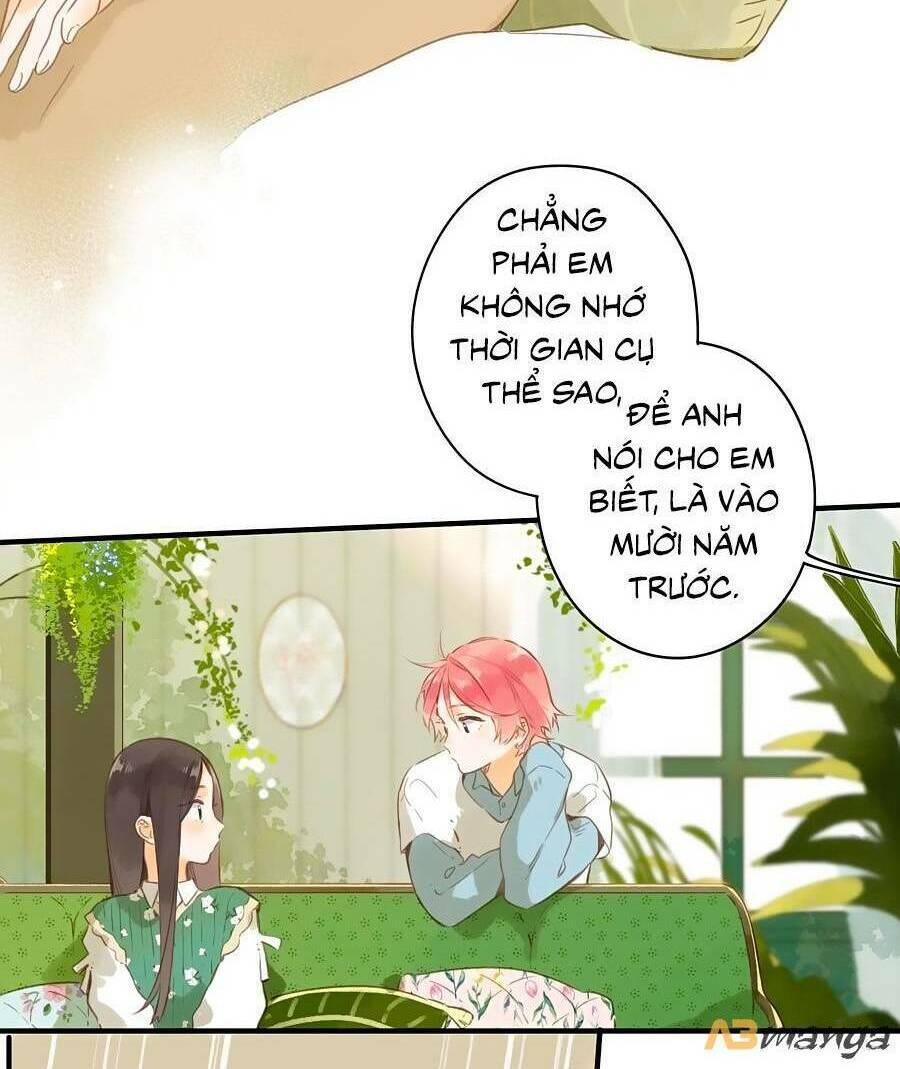 CHẲNG
PHẢI EM
KHÔNG NHỚ
THỜI GIAN CỤ
THỂ SAO,
ĐỂ ANH
NÓI CHO EM
BIẾT, LÀ VÀO
MƯỜI NĂM
TRƯỚC.
A3manga